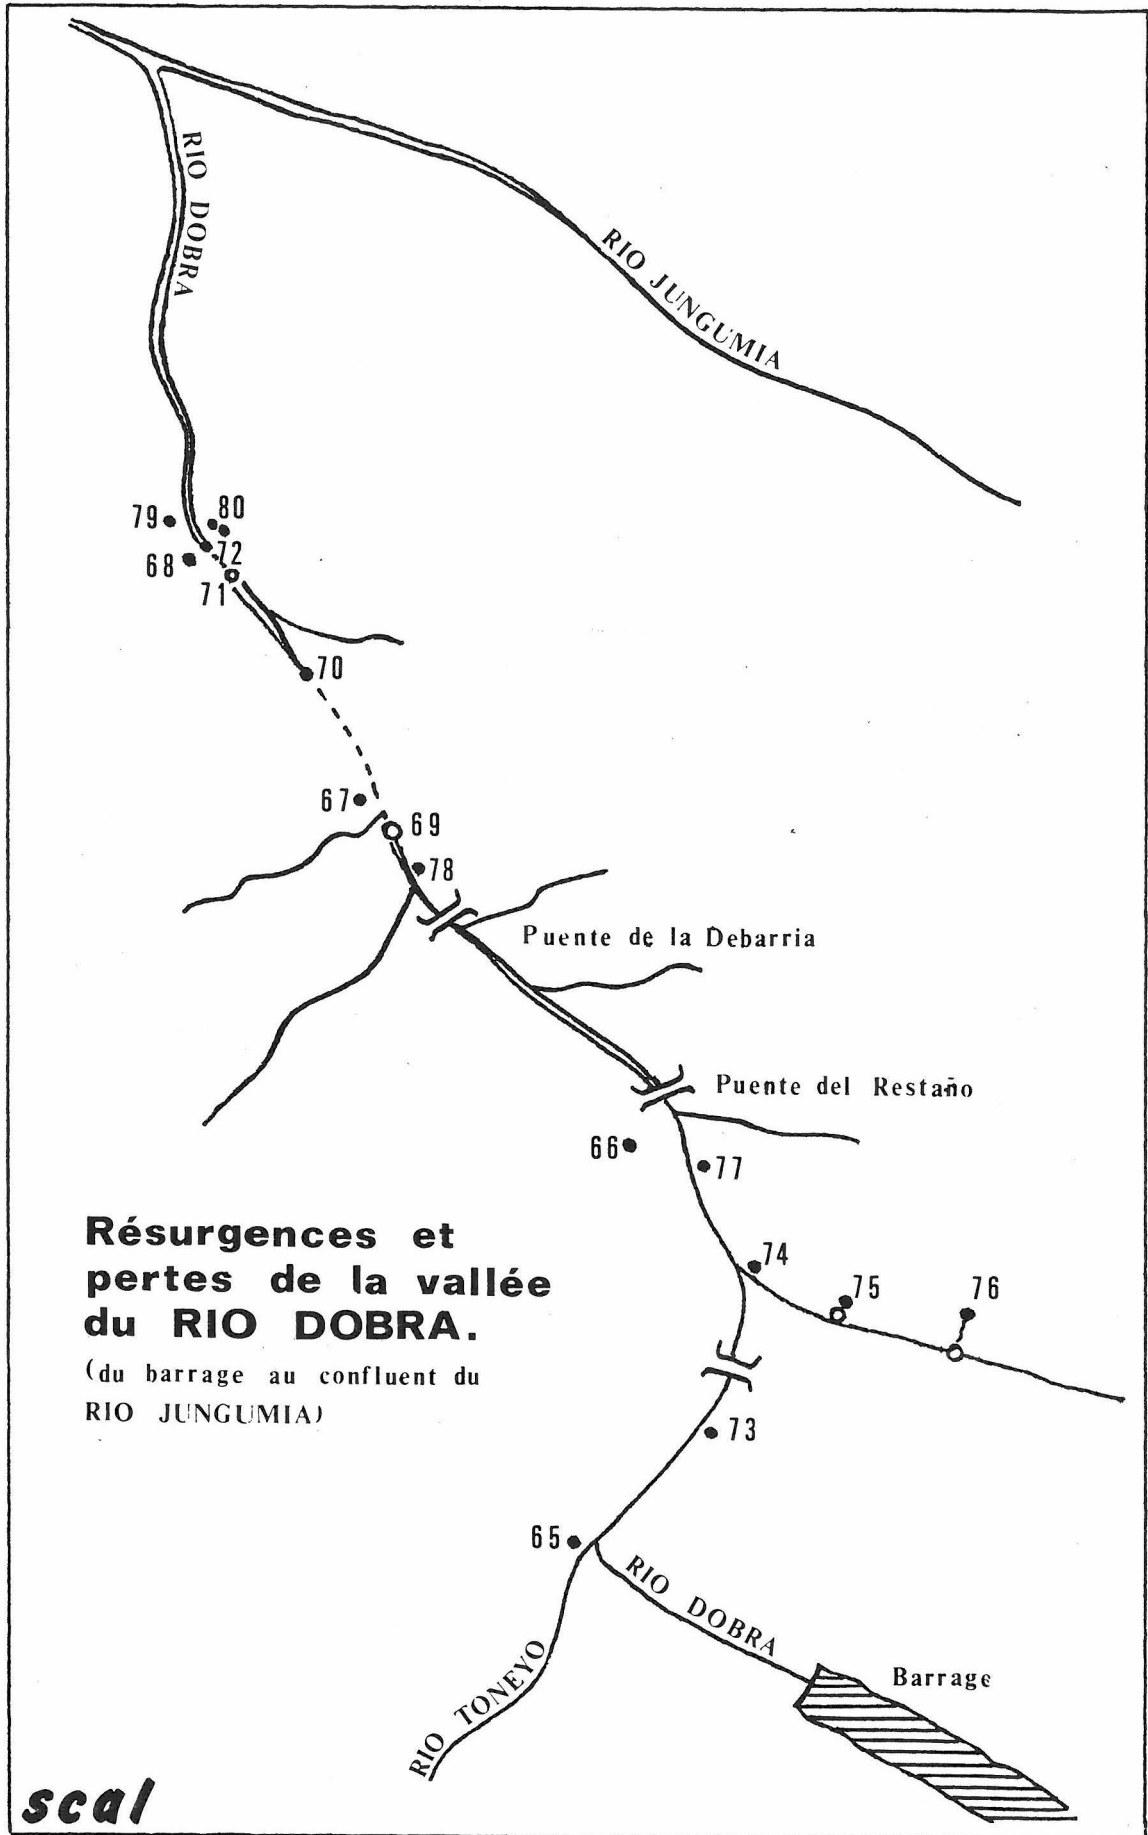 RIO DOBRA
RIO JUNGUMIA
79
80
72
68
71
70
67
69
78
Puente de la Debarria
Puente del Restaño
66
77
Résurgences et
pertes de la vallée
du RIO DOBRA.
(du barrage au confluent du
RIO JUNGUMIA)
74
75
76
73
65
RIO DOBRA
RIO TONEYO
Barrage
scal